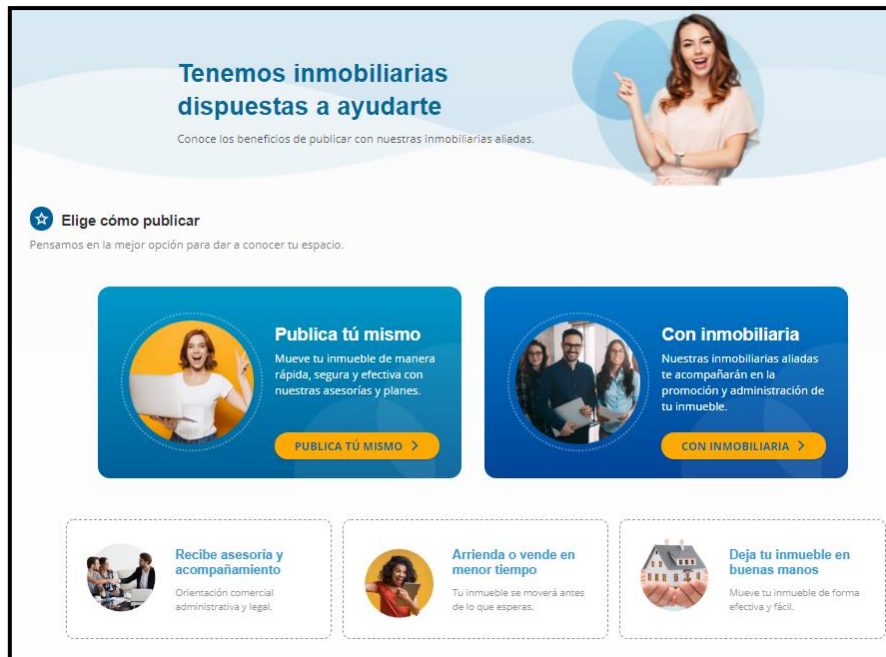 Tenemos inmobiliarias
dispuestas a ayudarte
Conoce los beneficios de publicar con nuestras inmobiliarias aliadas.
Elige cómo publicar
Pensamos en la mejor opción para dar a conocer tu espacio.
Publica tú mismo
Mueve tu inmueble de manera
rápida, segura y efectiva con
nuestras asesorías y planes.
PUBLICA TÚ MISMO >
Con inmobiliaria
Nuestras inmobiliarias aliadas
te acompañarán en la
promoción y administración de
tu inmueble.
CON INMOBILIARIA >
Recibe asesoría y
acompañamiento
Orientación comercial
administrativa y legal.
Arrienda o vende en
menor tiempo
Tu inmueble se moverá antes
de lo que esperas.
Deja tu inmueble en
buenas manos
Mueve tu inmueble de forma
efectiva y fácil.